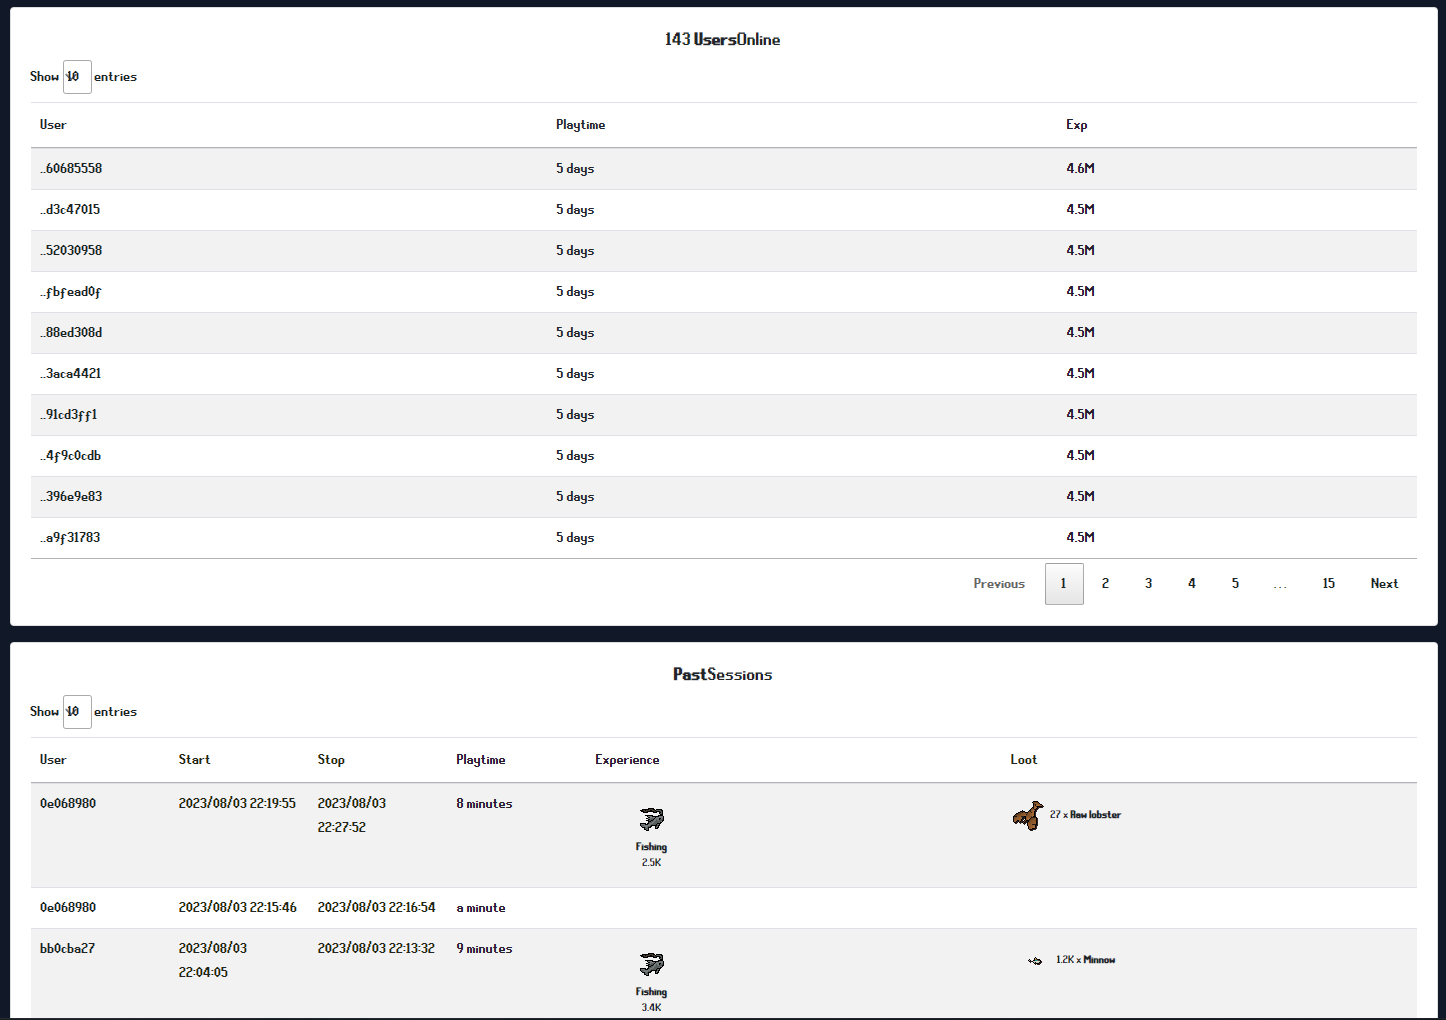 143 UsersOnline
Show 10 entries
User Playtime Exp
..60685558 5 days 4.6M
..d3c47015 5 days 4.5M
..52030958 5 days 4.5M
..fbfead0f 5 days 4.5M
..88ed308d 5 days 4.5M
..3aca4421 5 days 4.5M
..91cd3ff1 5 days 4.5M
..4f9c0cdb 5 days 4.5M
..396e9e83 5 days 4.5M
..a9f31783 5 days 4.5M
Previous 1 2 3 4 5 ... 15 Next
PastSessions
Show 10 entries
User Start Stop Playtime Experience Loot
0e068980 2023/08/03 22:19:55 2023/08/03 8 minutes
22:27:52
27 x Raw lobster
Fishing
2.5K
0e068980 2023/08/03 22:15:46 2023/08/03 22:16:54 a minute
bb0cba27 2023/08/03 2023/08/03 22:13:32 9 minutes
22:04:05
1.2K x Minnow
Fishing
3.4K